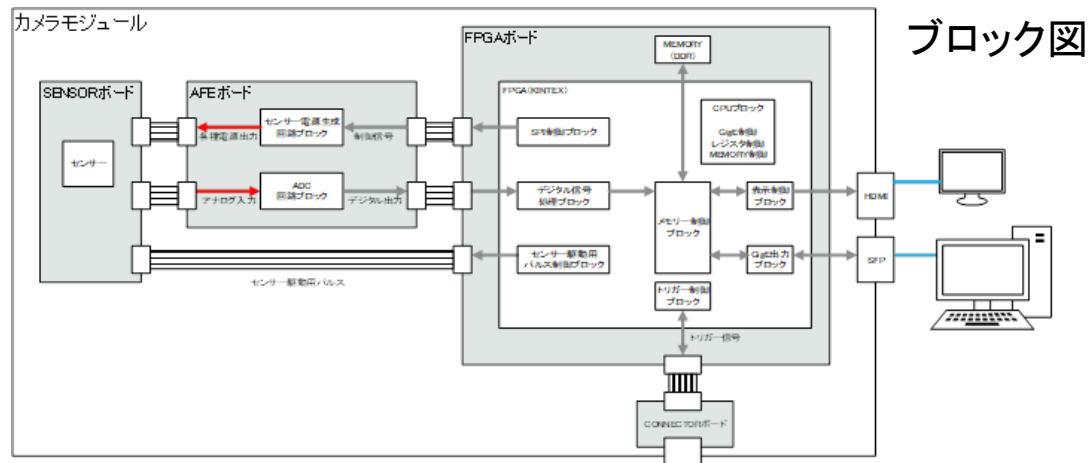 カメラモジュール
ブロック図
FPGAボード
MEMORY
(DDR)
SENSORボード
AFEボード
FPGA(KINTEX)
センサー
各種電源出力
センサー電源生成
回路ブロック
制御信号
SPI制御ブロック
CPUブロック
GigE制御
レジスタ制御
MEMORY制御
アナログ入力
ADC
回路ブロック
デジタル出力
デジタル信号
処理ブロック
メモリー制御
ブロック
表示制御
ブロック
HDMI
センサー駆動用パルス
センサー駆動用
パルス制御ブロック
GigE出力
ブロック
SFP
トリガー制御
ブロック
トリガー信号
CONNECTORボード